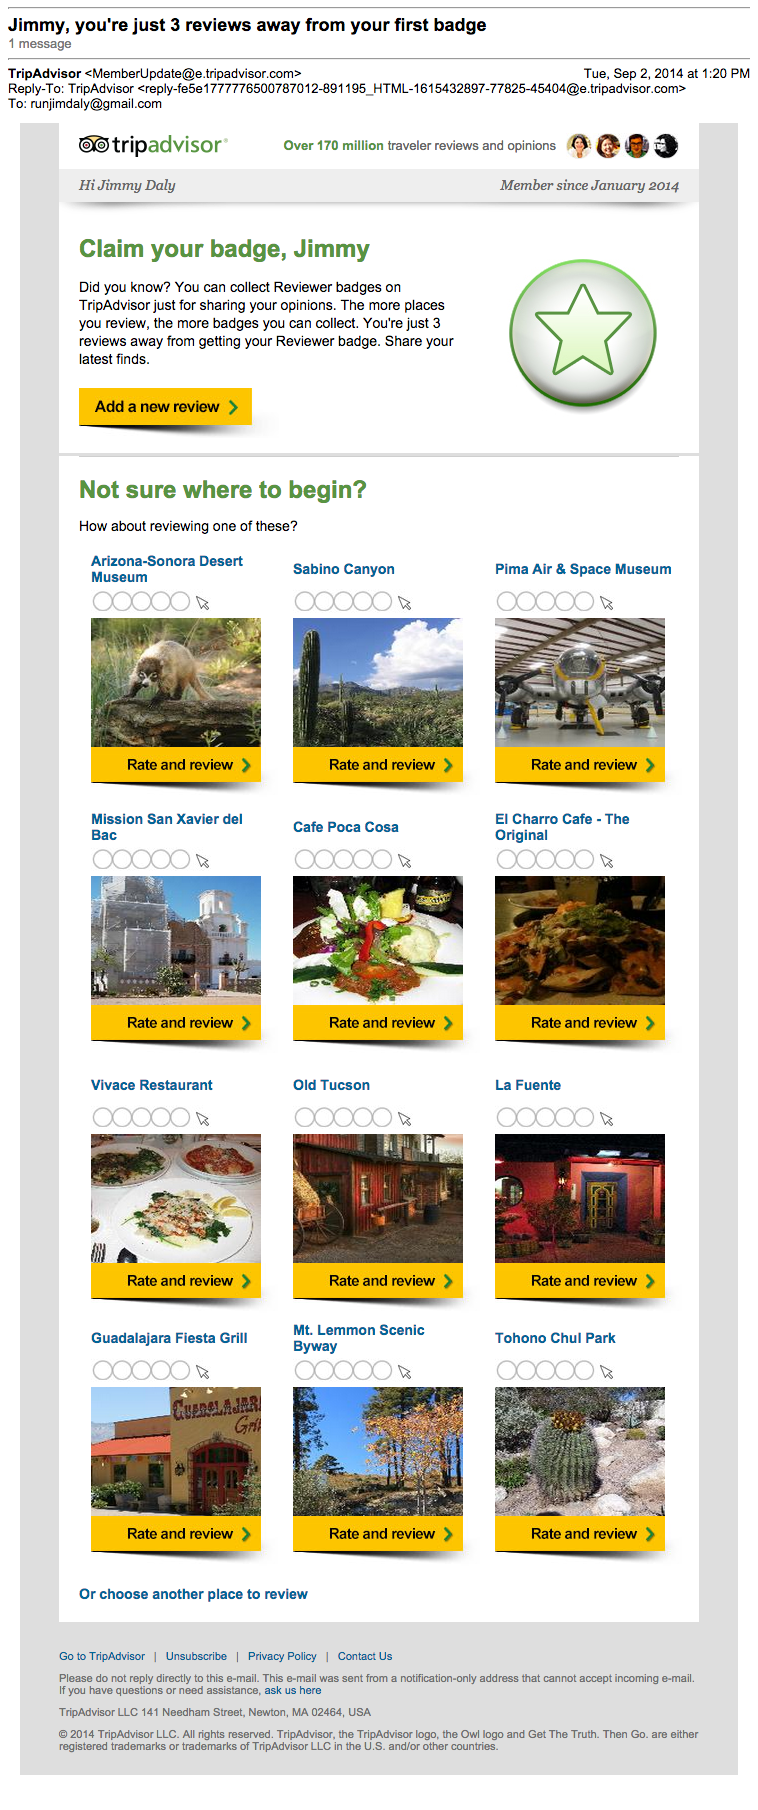 Jimmy, you're just 3 reviews away from your first badge
1 message
TripAdvisor <MemberUpdate@e.tripadvisor.com> Tue, Sep 2, 2014 at 1:20 PM
Reply-To: TripAdvisor <reply-fe5e1777776500787012-891195_HTML-1615432897-77825-45404@e.tripadvisor.com>
To: runjimdaly@gmail.com
tripadvisor® Over 170 million traveler reviews and opinions
Hi Jimmy Daly Member since January 2014
Claim your badge, Jimmy
Did you know? You can collect Reviewer badges on
TripAdvisor just for sharing your opinions. The more places
you review, the more badges you can collect. You're just 3
reviews away from getting your Reviewer badge. Share your
latest finds.
Add a new review
Not sure where to begin?
How about reviewing one of these?
Arizona-Sonora Desert
Museum
Sabino Canyon
Pima Air & Space Museum
Rate and review
Rate and review
Rate and review
Mission San Xavier del
Bac
Cafe Poca Cosa
El Charro Cafe - The
Original
Rate and review
Rate and review
Rate and review
Vivace Restaurant
Old Tucson
La Fuente
Rate and review
Rate and review
Rate and review
Guadalajara Fiesta Grill
Mt. Lemmon Scenic
Byway
Tohono Chul Park
Rate and review
Rate and review
Rate and review
Or choose another place to review
Go to TripAdvisor | Unsubscribe | Privacy Policy | Contact Us
Please do not reply directly to this e-mail. This e-mail was sent from a notification-only address that cannot accept incoming e-mail.
If you have questions or need assistance, ask us here
TripAdvisor LLC 141 Needham Street, Newton, MA 02464, USA
© 2014 TripAdvisor LLC. All rights reserved. TripAdvisor, the TripAdvisor logo, the Owl logo and Get The Truth. Then Go. are either
registered trademarks or trademarks of TripAdvisor LLC in the U.S. and/or other countries.